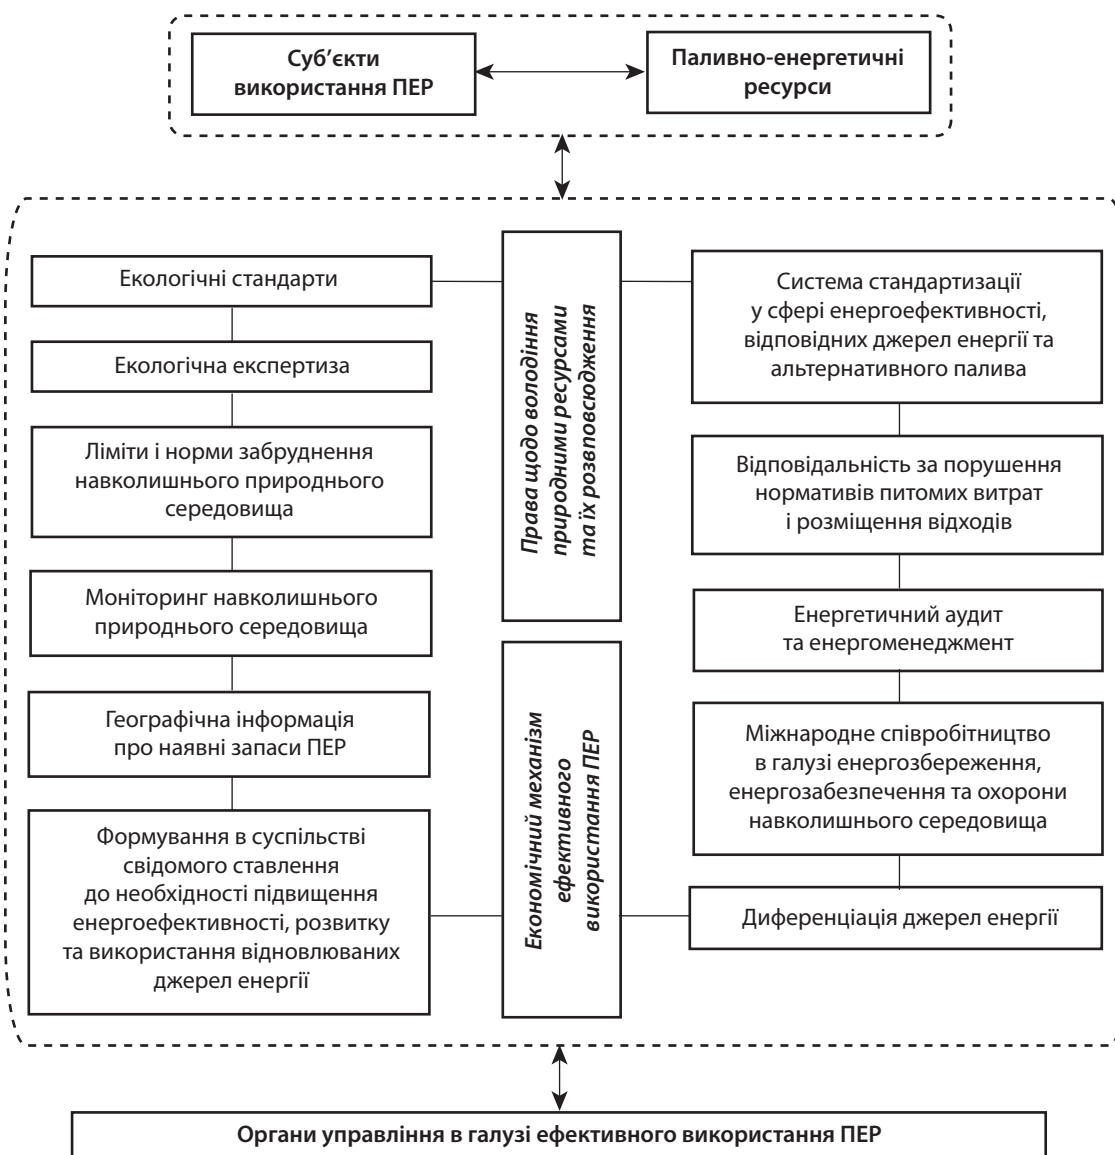 Суб’єкти
використання ПЕР
Паливно-енергетичні
ресурси
Екологічні стандарти
Екологічна експертиза
Ліміти і норми забруднення
навколишнього природнього
середовища
Моніторинг навколишнього
природнього середовища
Географічна інформація
про наявні запаси ПЕР
Формування в суспільстві
свідомого ставлення
до необхідності підвищення
енергоефективності, розвитку
та використання відновлюваних
джерел енергії
Права щодо володіння
природними ресурсами
та їх розвповсюдження
Економічний механізм
ефективного
використання ПЕР
Система стандартизації
у сфері енергоефективності,
відповідних джерел енергії та
альтернативного палива
Відповідальність за порушення
нормативів питомих витрат
і розміщення відходів
Енергетичний аудит
та енергоменеджмент
Міжнародне співробітництво
в галузі енергозбереження,
енергозабезпечення та охорони
навколишнього середовища
Диференціація джерел енергії
Органи управління в галузі ефективного використання ПЕР